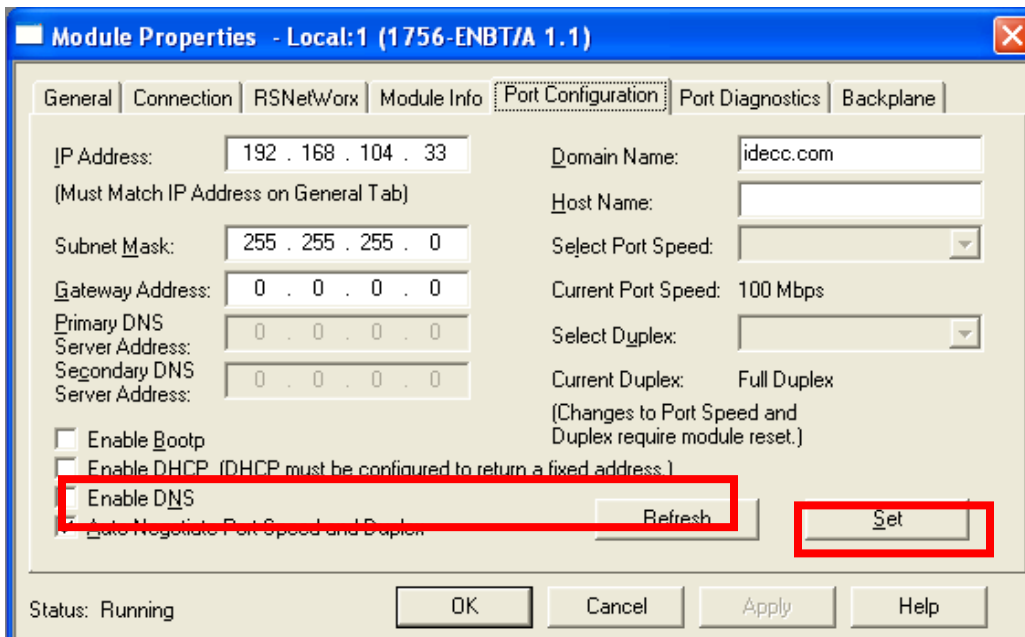 Module Properties - Local:1 (1756-ENBT/A 1.1)
General Connection RSNetWorx Module Info Port Configuration Port Diagnostics Backplane
IP Address: 192 . 168 . 104 . 33
(Must Match IP Address on General Tab)
Subnet Mask: 255 . 255 . 255 . 0
Gateway Address: 0 . 0 . 0 . 0
Primary DNS
Server Address: 0 . 0 . 0 . 0
Secondary DNS
Server Address: 0 . 0 . 0 . 0
Enable Bootp
Enable DHCP (DHCP must be configured to return a fixed address.)
Enable DNS
Auto Negotiate Port Speed and Duplex
Domain Name: idecc.com
Host Name:
Select Port Speed:
Current Port Speed: 100 Mbps
Select Duplex:
Current Duplex: Full Duplex
(Changes to Port Speed and
Duplex require module reset.)
Refresh Set
Status: Running
OK Cancel Apply Help